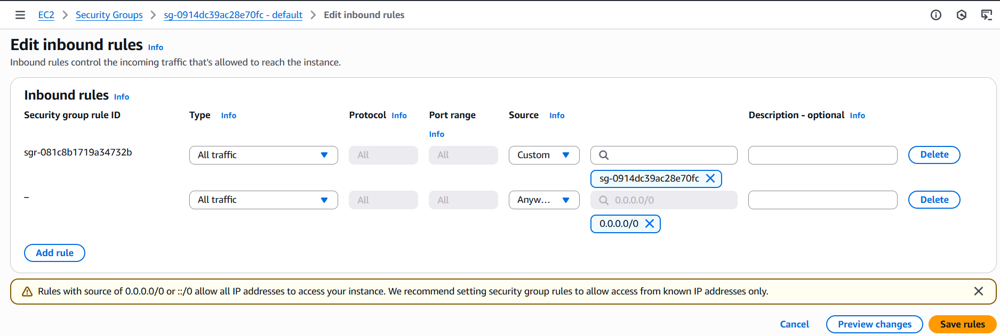 EC2 > Security Groups > sg-0914dc39ac28e70fc - default > Edit inbound rules
Edit inbound rules Info
Inbound rules control the incoming traffic that's allowed to reach the instance.
Inbound rules Info
Security group rule ID Type Info Protocol Info Port range Info Source Info Description - optional Info
sgr-081c8b1719a34732b All traffic All All Custom Delete
sg-0914dc39ac28e70fc
– All traffic All All Anyw... 0.0.0.0/0 Delete
0.0.0.0/0
Add rule
Rules with source of 0.0.0.0/0 or ::/0 allow all IP addresses to access your instance. We recommend setting security group rules to allow access from known IP addresses only.
Cancel Preview changes Save rules